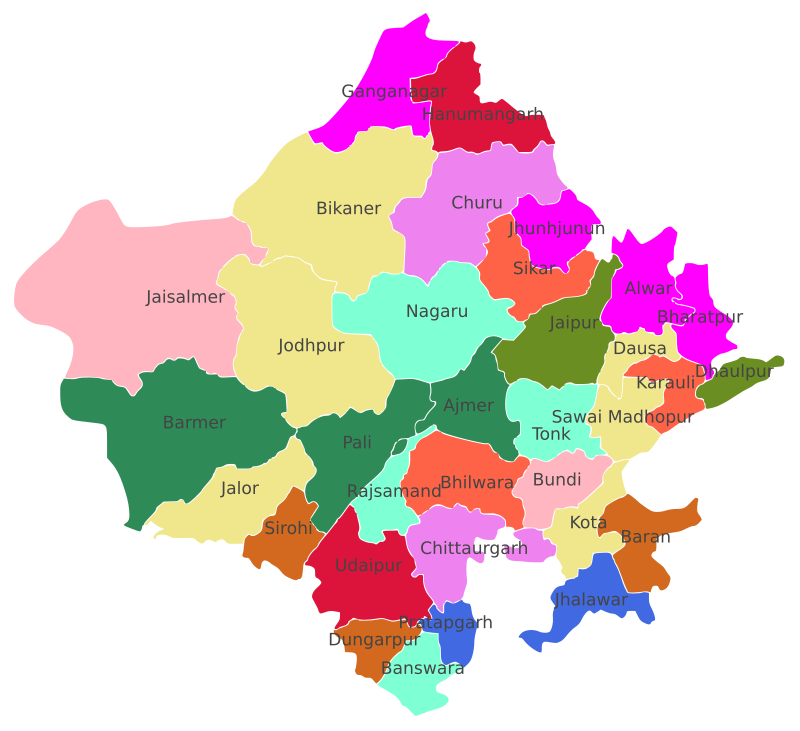 Ganganagar
Hanumangarh
Churu
Bikaner
Jhunhjunun
Sikar
Alwar
Jaisalmer
Nagaru
Bharatpur
Jaipur
Jodhpur
Dausa
Dhaulpur
Karauli
Ajmer
Sawai Madhopur
Barmer
Tonk
Pali
Bundi
Bhilwara
Jalor
Rajsamand
Kota
Sirohi
Baran
Chittaurgarh
Udaipur
Jhalawar
Pratapgarh
Dungarpur
Banswara